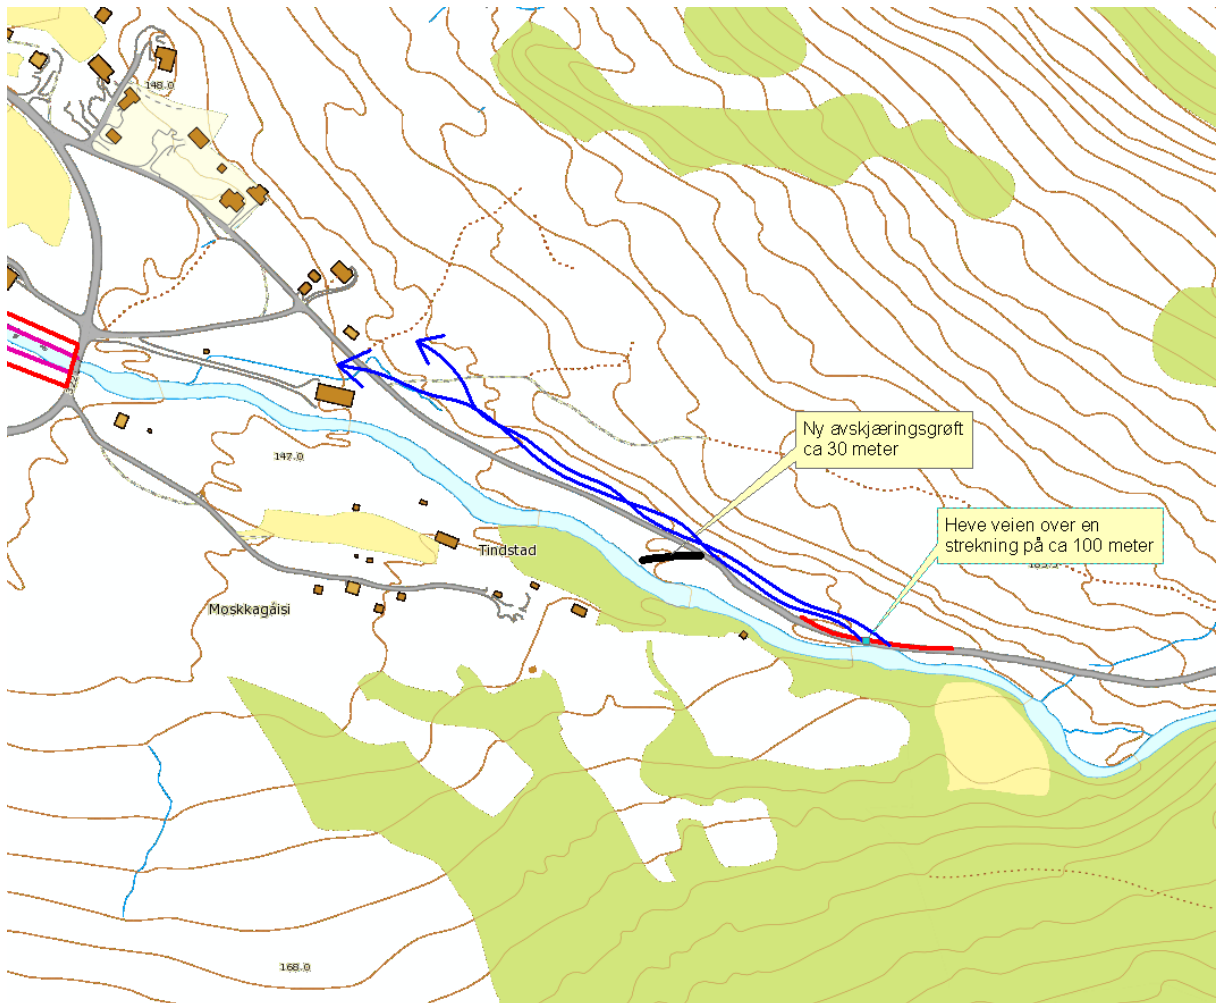 148.0
Ny avskjæringsgrøft
ca 30 meter
147.0
Heve veien over en
strekning på ca 100 meter
Tindstad
Moskkagáisi
168.0